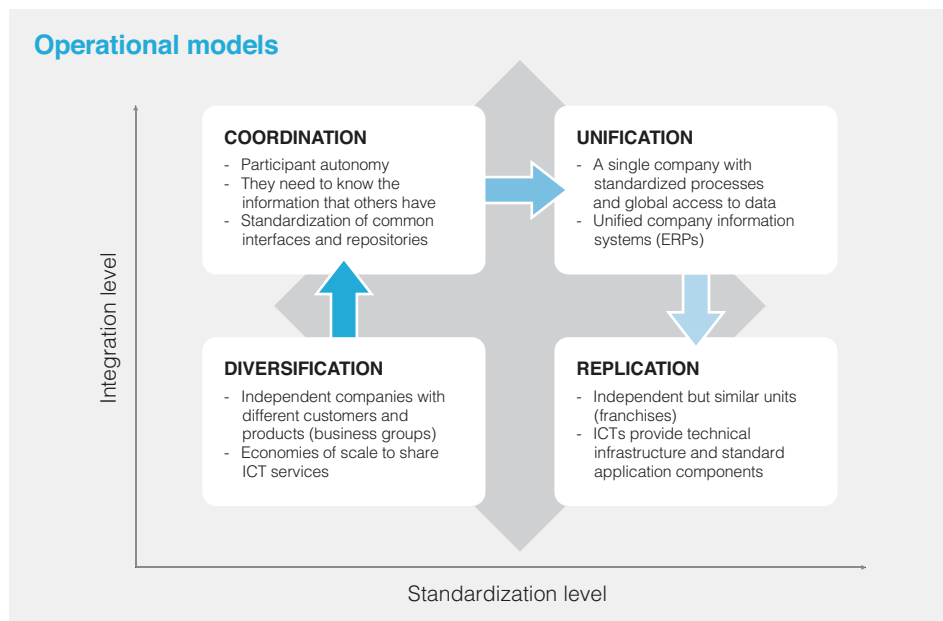 Operational models
COORDINATION
- Participant autonomy
- They need to know the
information that others have
- Standardization of common
interfaces and repositories
UNIFICATION
- A single company with
standardized processes
and global access to data
- Unified company information
systems (ERPs)
Integration level
DIVERSIFICATION
- Independent companies with
different customers and
products (business groups)
- Economies of scale to share
ICT services
REPLICATION
- Independent but similar units
(franchises)
- ICTs provide technical
infrastructure and standard
application components
Standardization level